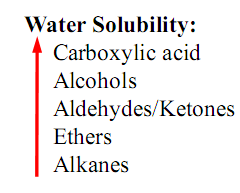 Water Solubility:
Carboxylic acid
Alcohols
Aldehydes/Ketones
Ethers
Alkanes